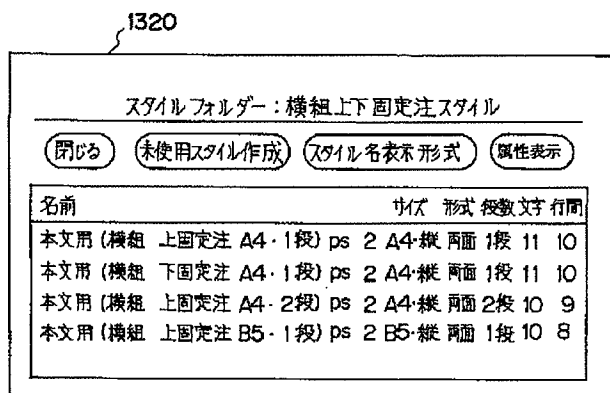 1320
スタイルフォルダー：横組上下固定注スタイル
閉じる 未使用スタイル作成 スタイル名表示形式 属性表示
名前 サイズ 形式 段数 文字 行間
本文用 (横組 上固定注 A4・1段) ps 2 A4・縦 両面 1段 11 10
本文用 (横組 下固定注 A4・1段) ps 2 A4・縦 両面 1段 11 10
本文用 (横組 上固定注 A4・2段) ps 2 A4・縦 両面 2段 10 9
本文用 (横組 上固定注 B5・1段) ps 2 B5・縦 両面 1段 10 8